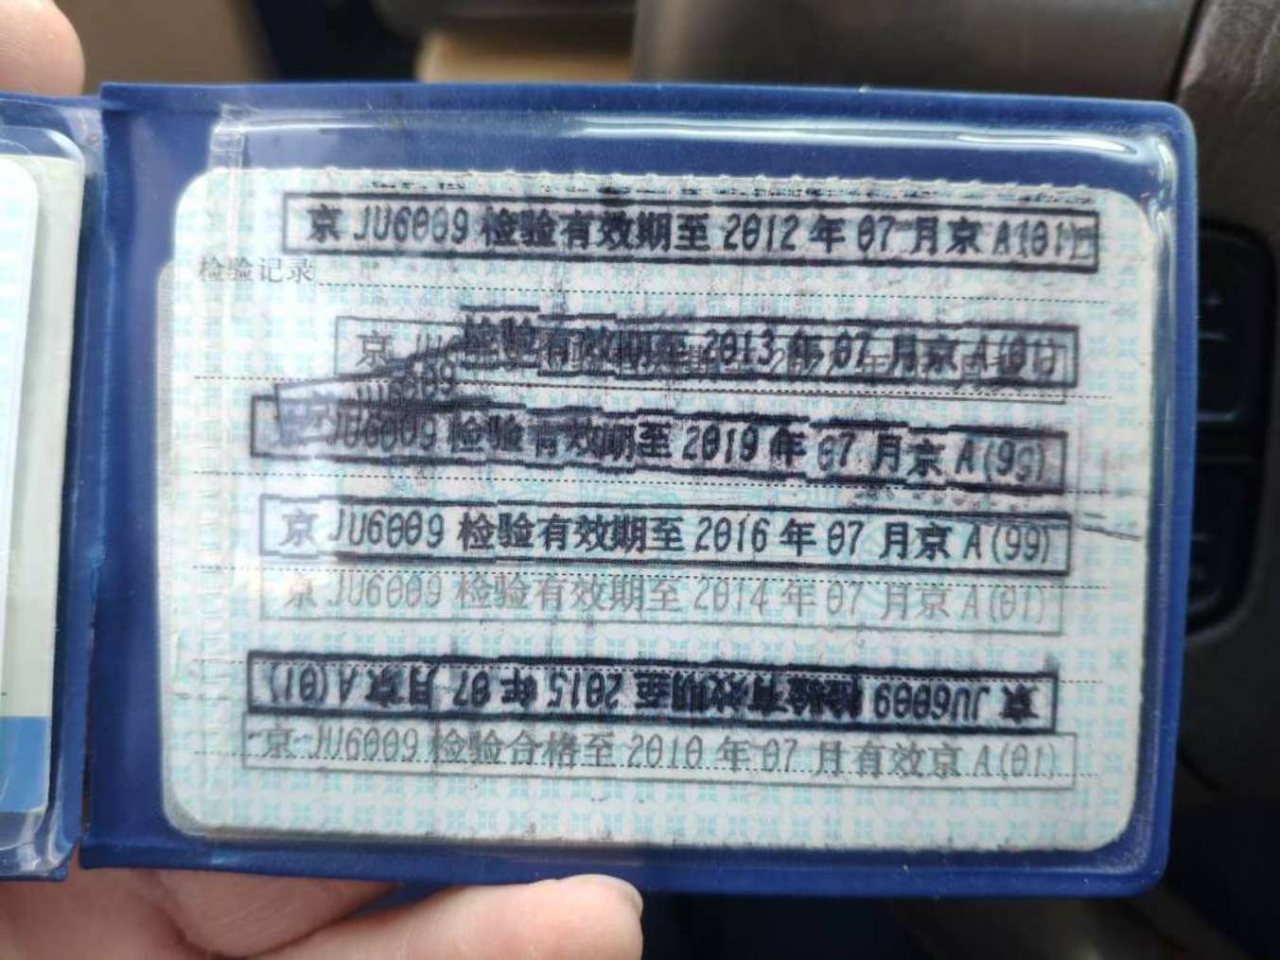 京 JU6009 检验有效期至 2012 年 07 月京 A(01)
检验记录
京 JU 检验有效期至 2013 年 07 月京 A(01)
JU6009
京 JU6009 检验有效期至 2019 年 07 月京 A(99)
京 JU6009 检验有效期至 2016 年 07 月京 A(99)
京 JU6009 检验有效期至 2014 年 07 月京 A(01)
京 JU6009 检验有效期至 2015 年 07 月京 A(01)
京 JU6009 检验合格至 2010 年 07 月有效京 A(01)